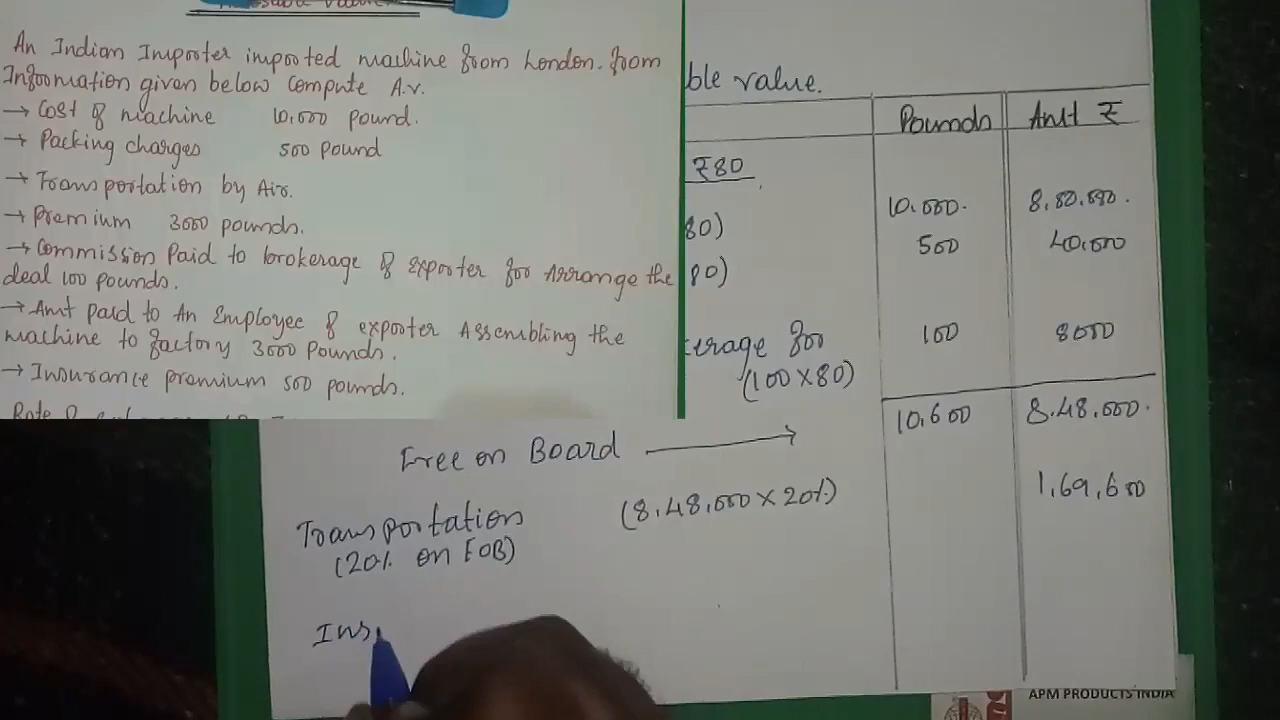 An Indian Importer imported machine from London. from
Information given below compute A.V.
→ Cost of machine 10,000 pound.
→ Packing charges 500 pound
→ Transportation by Air.
→ Premium 3000 pounds.
→ Commission Paid to brokerage of exporter for Arrange the
deal 100 pounds.
→ Amt paid to An Employee of exporter Assembling the
machine to factory 3000 Pounds.
→ Insurance premium 500 pounds.
ble value.
Pounds Amt ₹
₹80
10,000. 8,80,000.
80) 500 40,000
80)
erage for 100 8000
(100 X 80)
10,600 8,48,000.
Free on Board →
Transportation (8,48,000 X 20%) 1,69,600
(20% on FOB)
Ins
APM PRODUCTS INDIA